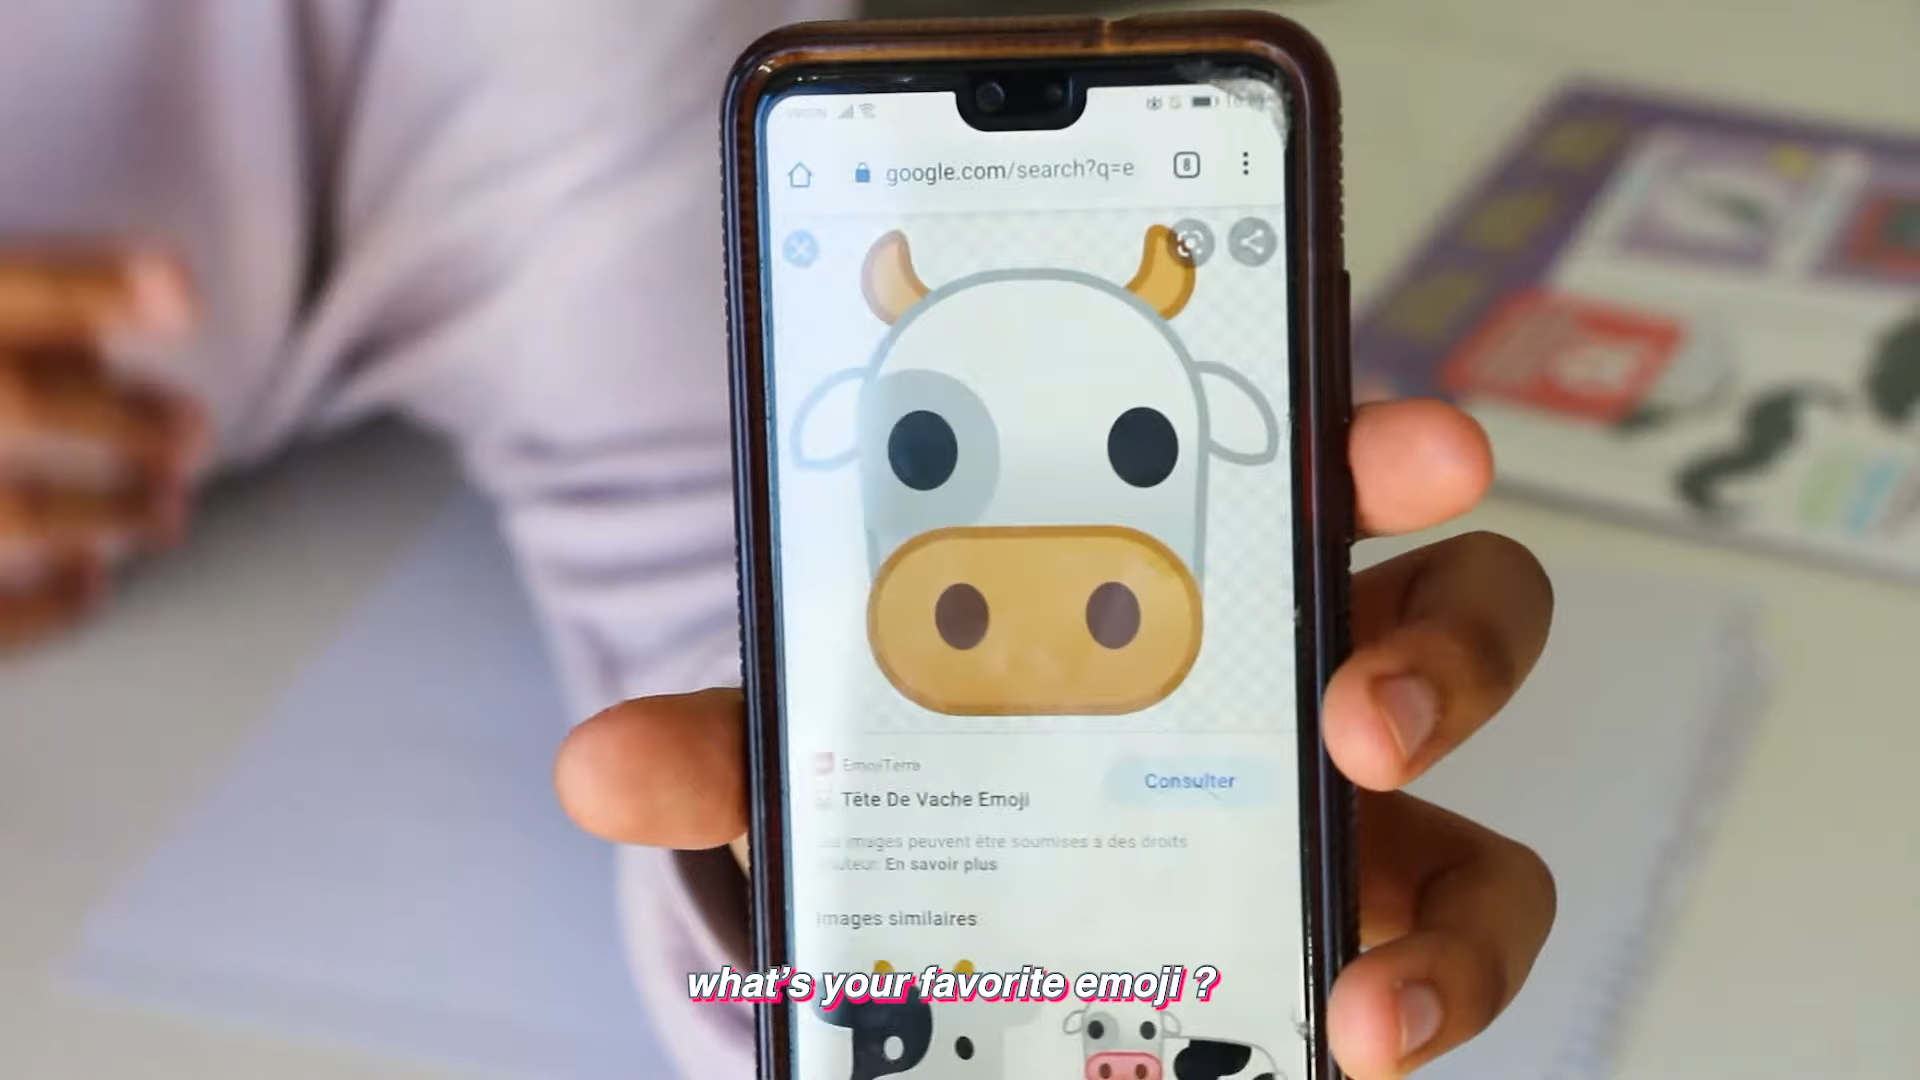 google.com/search?q=e
8
EmojiTerra
Tête De Vache Emoji
Consulter
images peuvent être soumises à des droits
En savoir plus
Images similaires
what's your favorite emoji ?